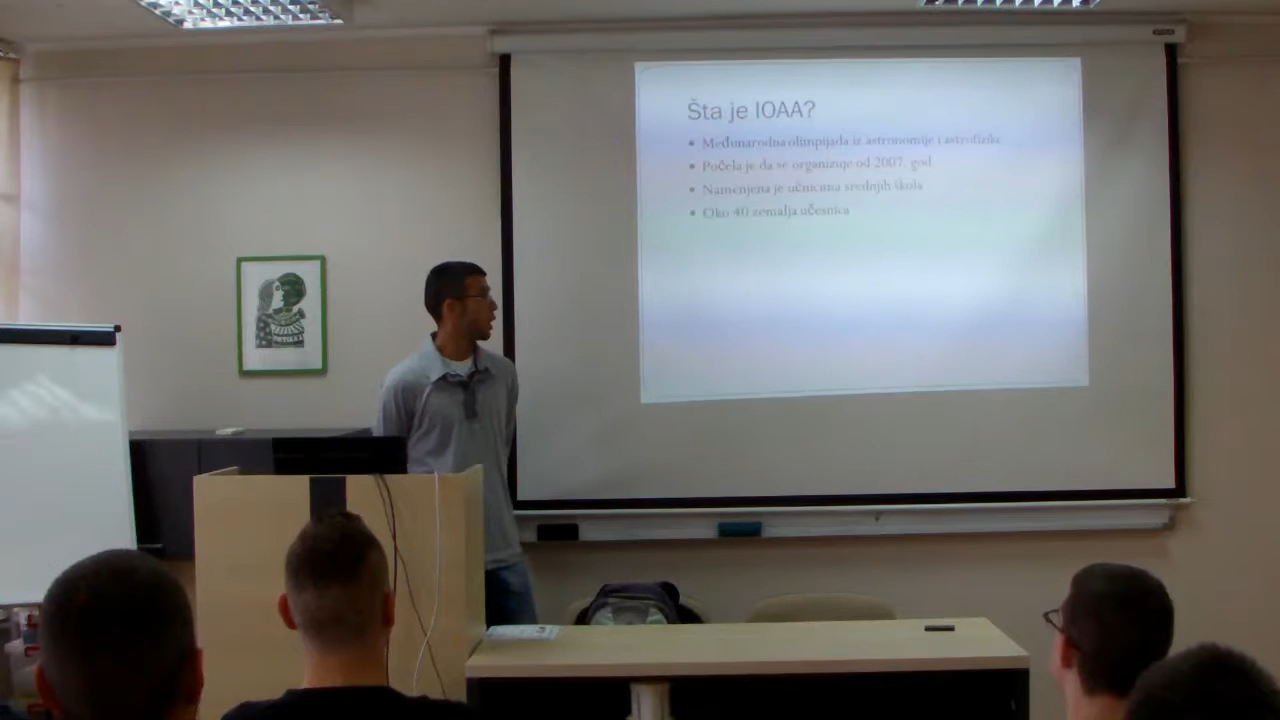 Šta je IOAA?
• Međunarodna olimpijada iz astronomije i astrofizike
• Počela je da se organizuje od 2007. god
• Namenjena je učnicima srednjih škola
• Oko 40 zemalja učesnica